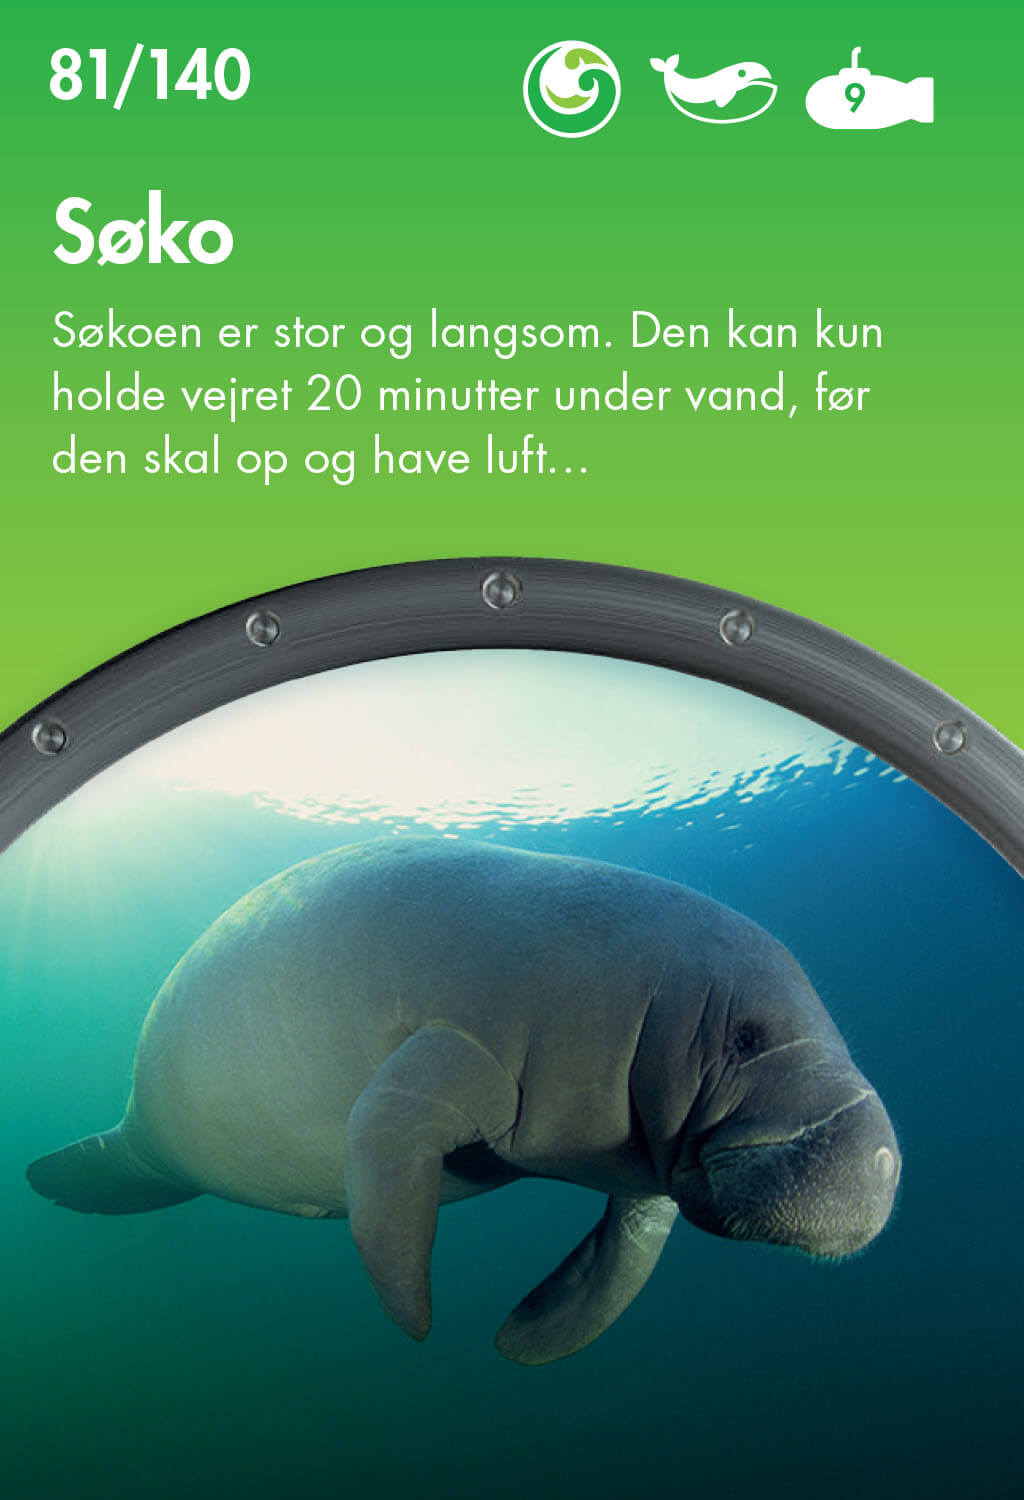 81/140
9
Søko
Søkoen er stor og langsom. Den kan kun
holde vejret 20 minutter under vand, før
den skal op og have luft...